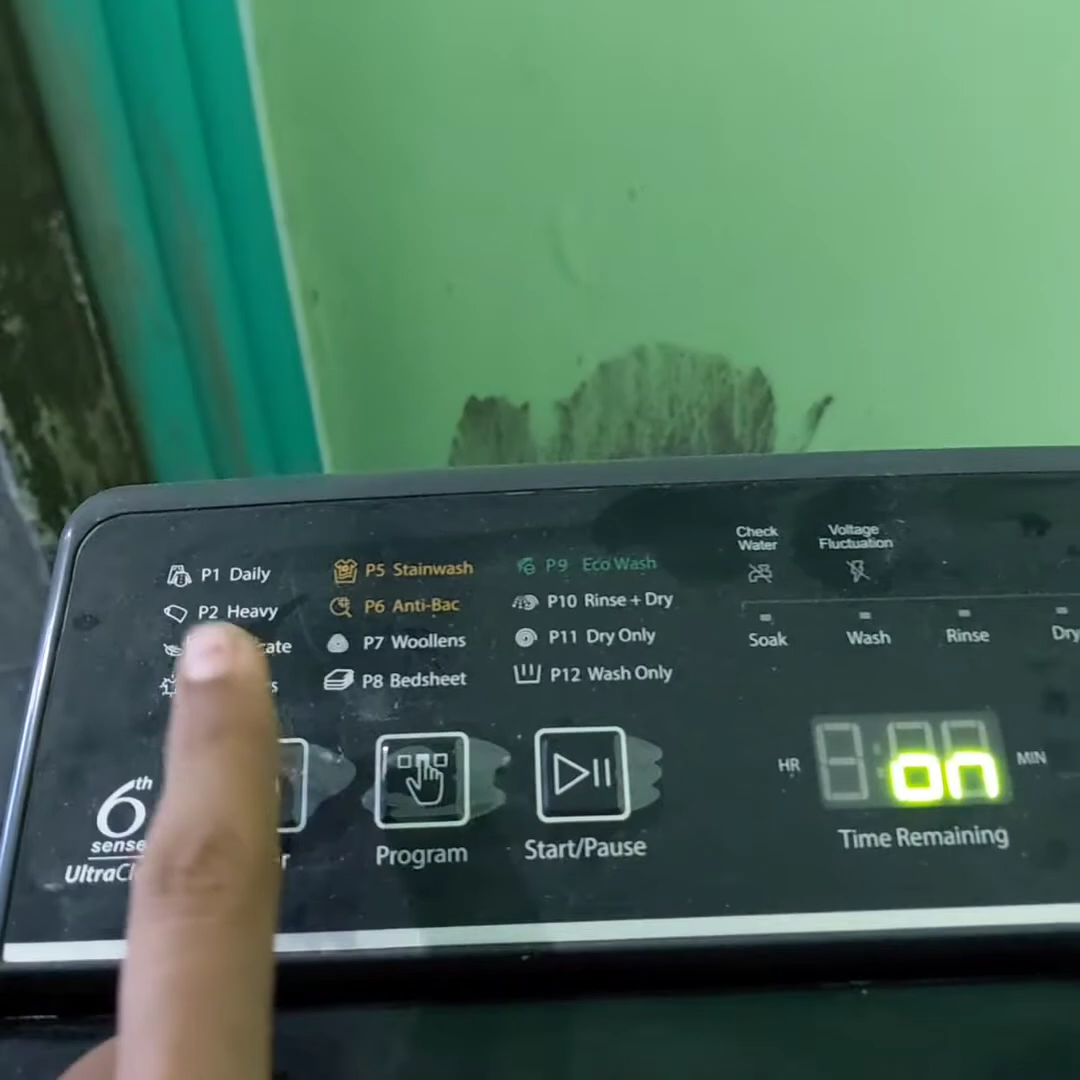 P1 Daily
P2 Heavy
P5 Stainwash
P6 Anti-Bac
P7 Woollens
P8 Bedsheet
P9 Eco Wash
P10 Rinse + Dry
P11 Dry Only
P12 Wash Only
Check
Water
Voltage
Fluctuation
Soak
Wash
Rinse
Dry
HR
on
MIN
Time Remaining
6th
sense
Program
Start/Pause